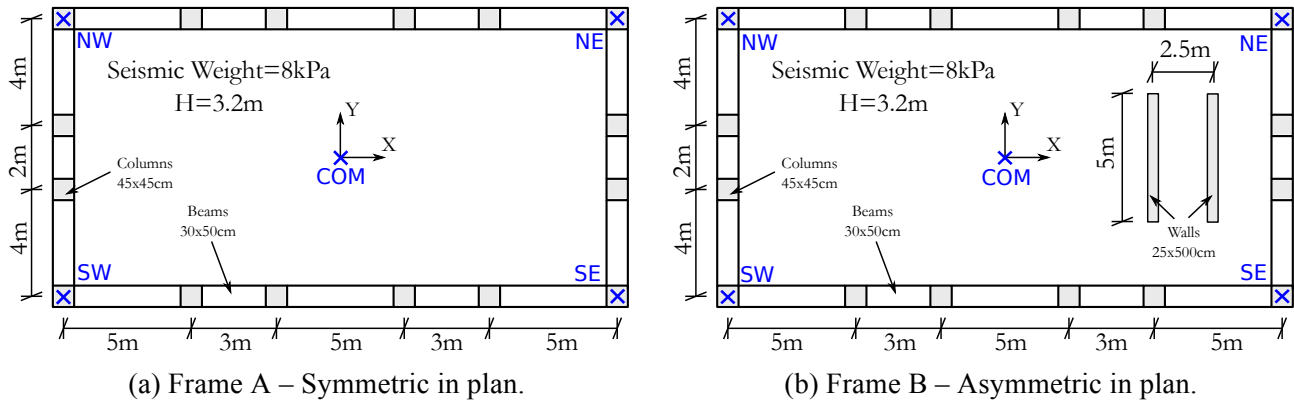 NW
NE
Seismic Weight=8kPa
H=3.2m
Y
X
COM
Columns
45x45cm
Beams
30x50cm
SW
SE
4m
2m
4m
5m
3m
5m
3m
5m
(a) Frame A – Symmetric in plan.
NW
NE
Seismic Weight=8kPa
H=3.2m
2.5m
Y
X
COM
5m
Columns
45x45cm
Beams
30x50cm
Walls
25x500cm
SW
SE
4m
2m
4m
5m
3m
5m
3m
5m
(b) Frame B – Asymmetric in plan.